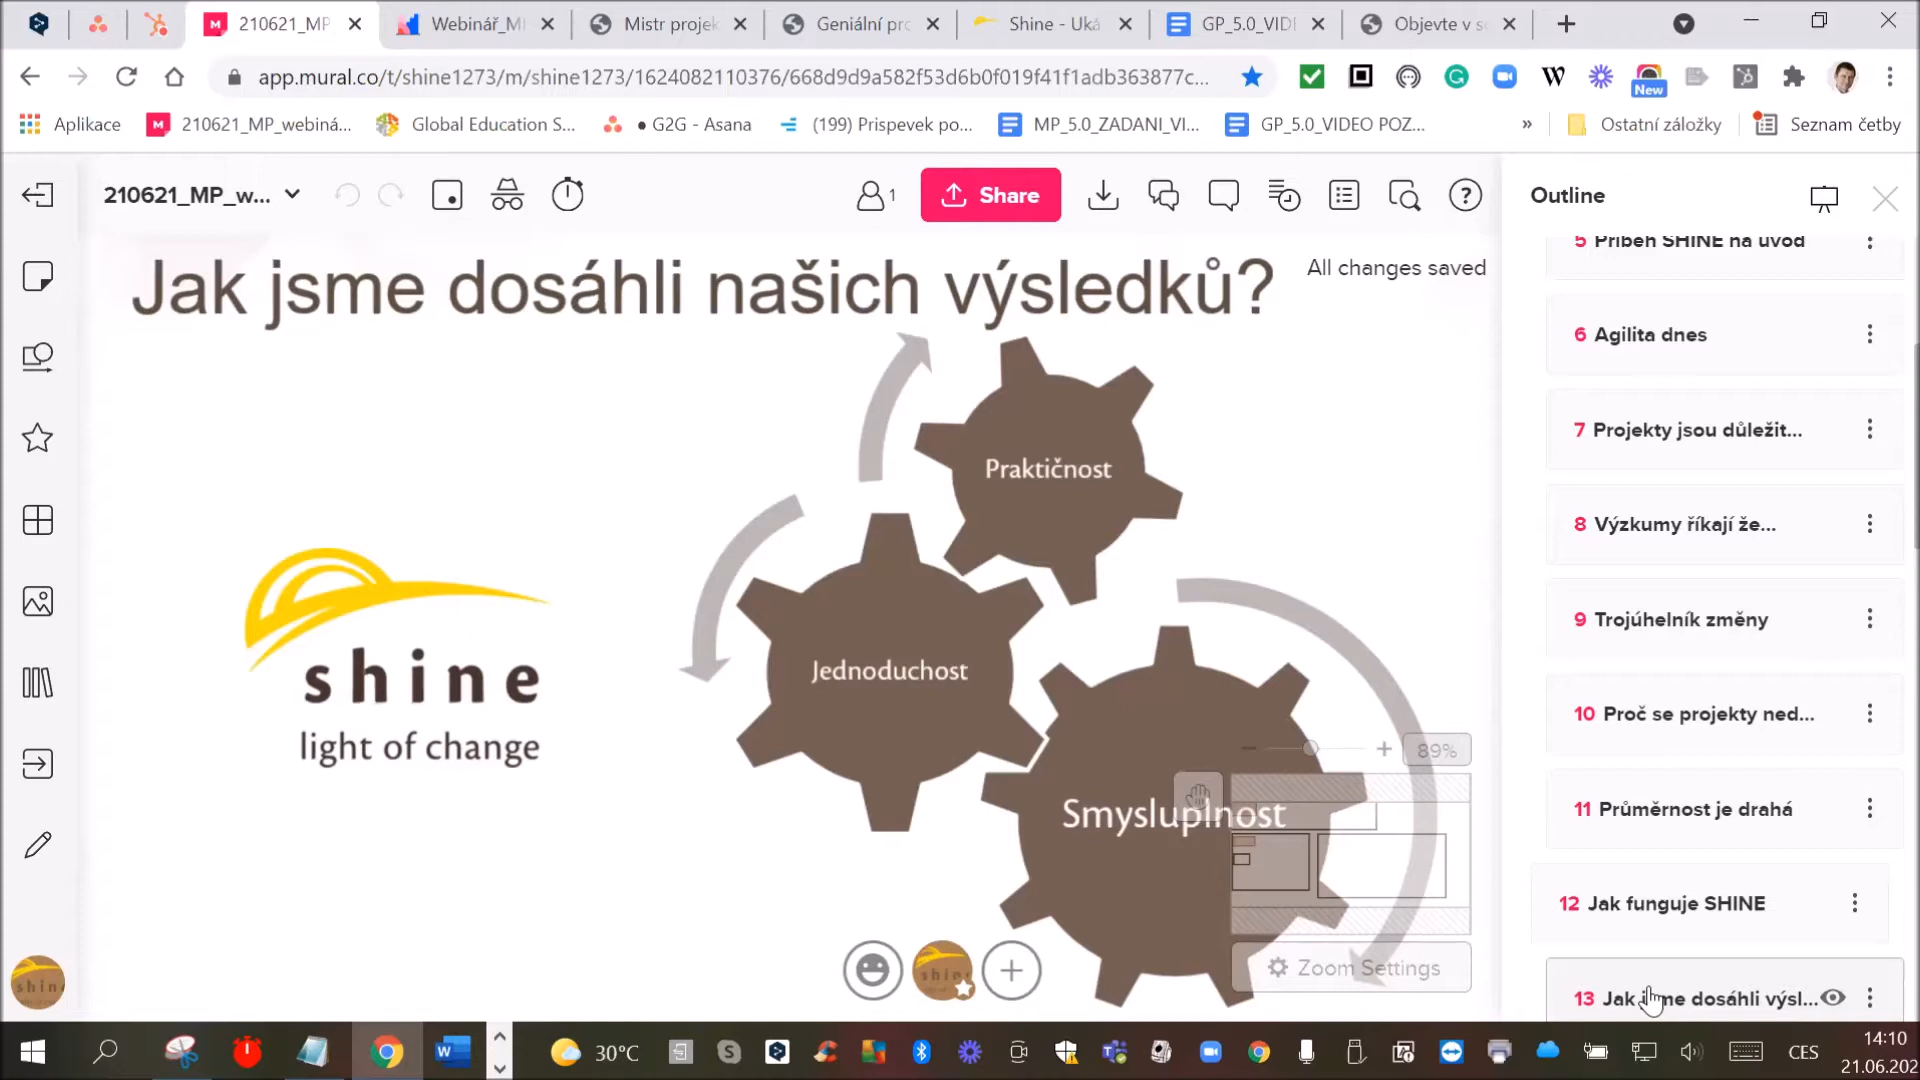 210621_MP
Webinář_M
Mistr projek
Geniální pro
Shine - Uká
GP_5.0_VIDE
Objevte v se
app.mural.co/t/shine1273/m/shine1273/1624082110376/668d9d9a582f53d6b0f019f41f1adb363877c...
New
Aplikace
210621_MP_webiná...
Global Education S...
● G2G - Asana
(199) Prispevek po...
MP_5.0_ZADANI_VI...
GP_5.0_VIDEO POZ...
»
Ostatní záložky
Seznam četby
210621_MP_w...
1
Share
Outline
All changes saved
Jak jsme dosáhli našich výsledků?
Praktičnost
Jednoduchost
Smysluplnost
shine
light of change
89%
Zoom Settings
5 Příběh SHINE na úvod
6 Agilita dnes
7 Projekty jsou důležit...
8 Výzkumy říkají že...
9 Trojúhelník změny
10 Proč se projekty ned...
11 Průměrnost je drahá
12 Jak funguje SHINE
13 Jak jsme dosáhli výsl...
shin
shine
30°C
CES
14:10
21.06.202